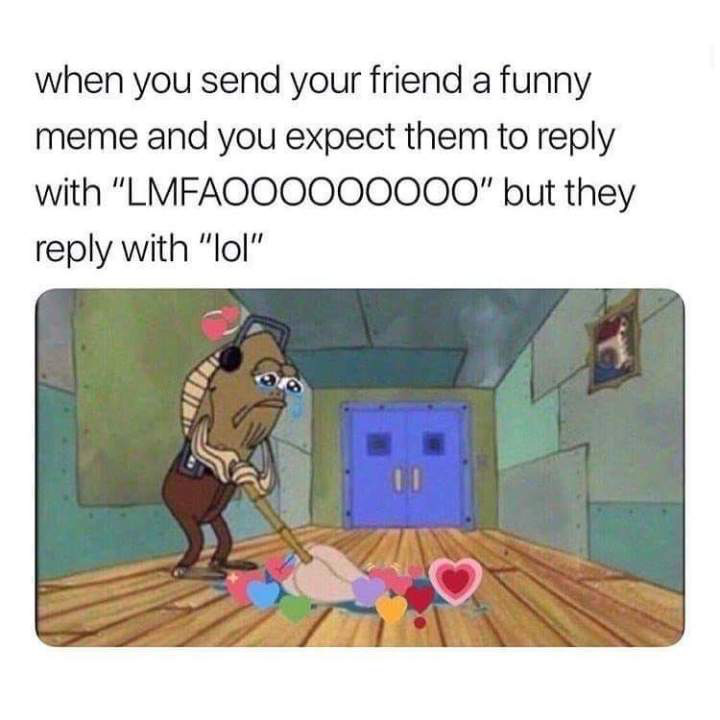 when you send your friend a funny
meme and you expect them to reply
with "LMFAOOOOOOOOOO" but they
reply with "lol"